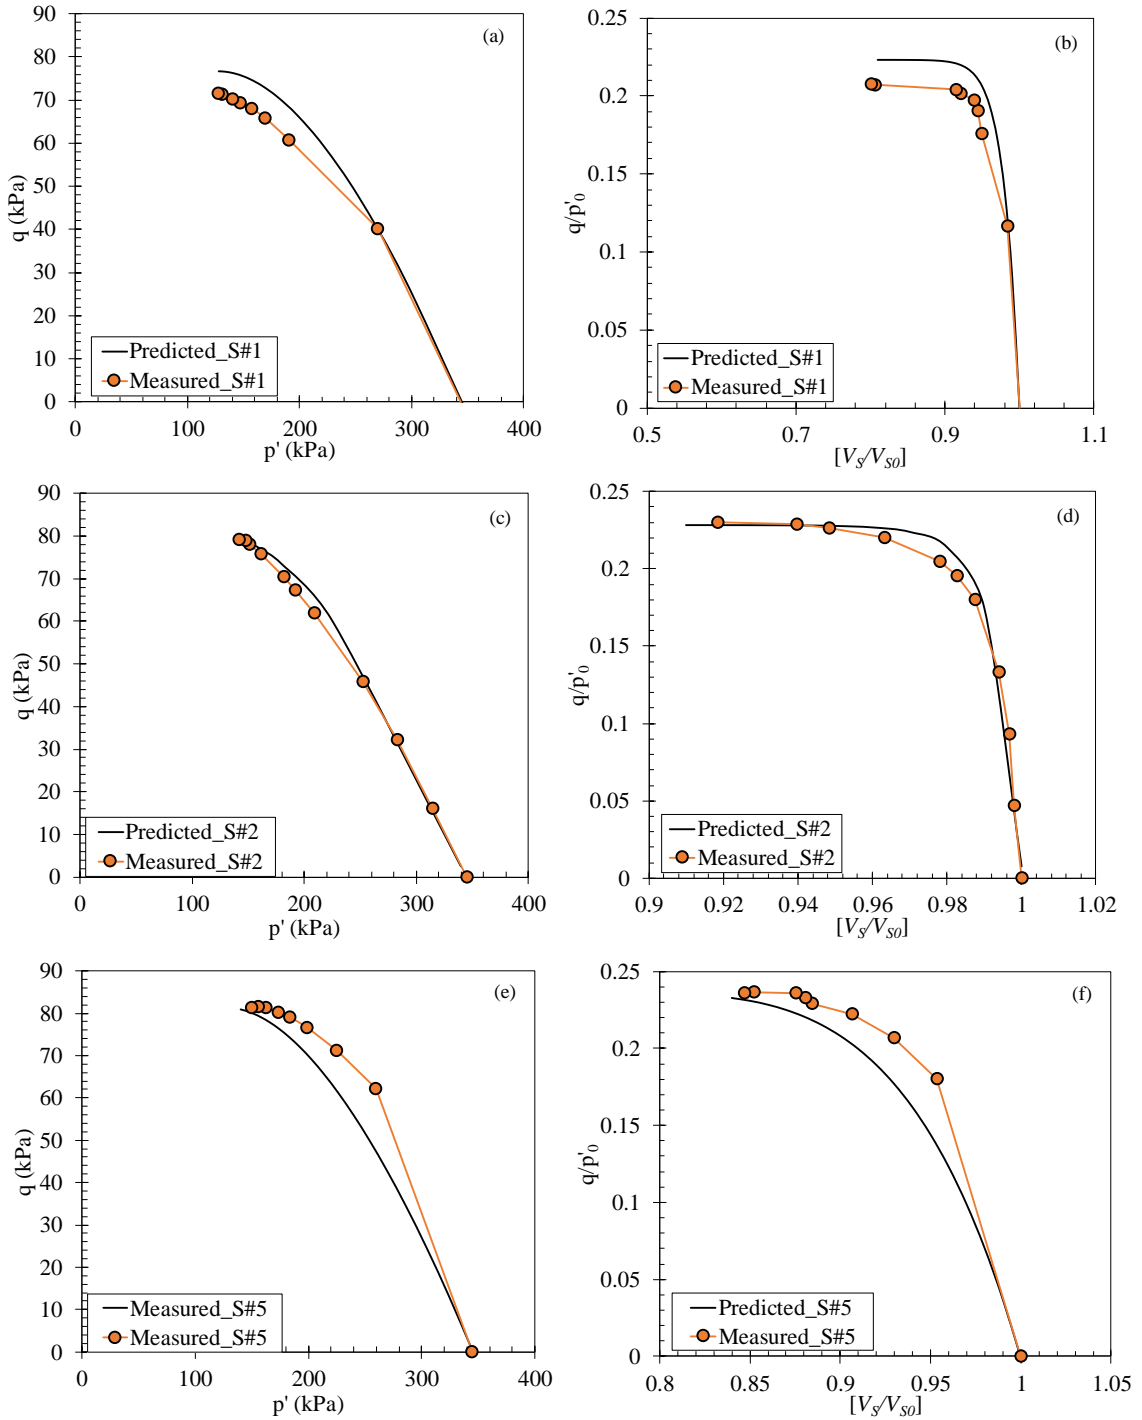 90
80
70
60
50
40
30
20
10
0
q (kPa)
(a)
Predicted_S#1
Measured_S#1
100
200
300
400
p' (kPa)
0.25
0.2
0.15
0.1
0.05
0
q/p'0
(b)
Predicted_S#1
Measured_S#1
0.5
0.7
0.9
1.1
[VS/VS0]
90
80
70
60
50
40
30
20
10
0
q (kPa)
(c)
Predicted_S#2
Measured_S#2
0
100
200
300
400
p' (kPa)
0.25
0.2
0.15
0.1
0.05
0
q/p'0
(d)
Predicted_S#2
Measured_S#2
0.9
0.92
0.94
0.96
0.98
1
1.02
[VS/VS0]
90
80
70
60
50
40
30
20
10
0
q (kPa)
(e)
Measured_S#5
Measured_S#5
0
100
200
300
400
p' (kPa)
0.25
0.2
0.15
0.1
0.05
0
q/p'0
(f)
Predicted_S#5
Measured_S#5
0.8
0.85
0.9
0.95
1
1.05
[VS/VS0]